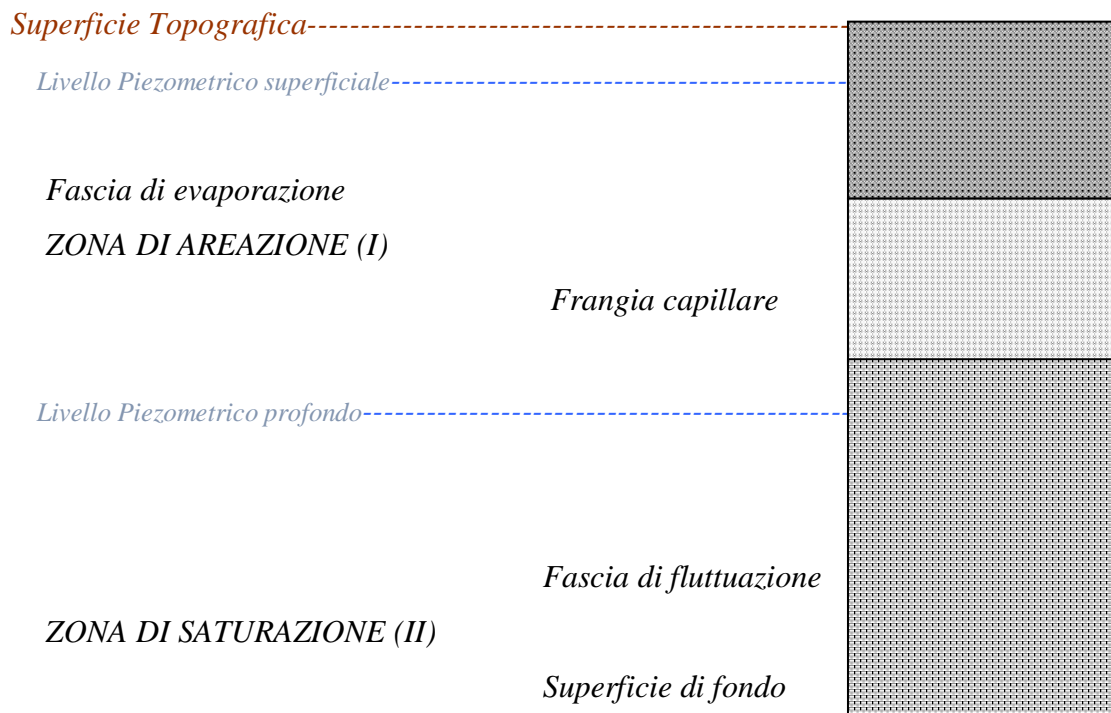 Superficie Topografica
Livello Piezometrico superficiale
Fascia di evaporazione
ZONA DI AREAZIONE (I)
Frangia capillare
Livello Piezometrico profondo
Fascia di fluttuazione
ZONA DI SATURAZIONE (II)
Superficie di fondo